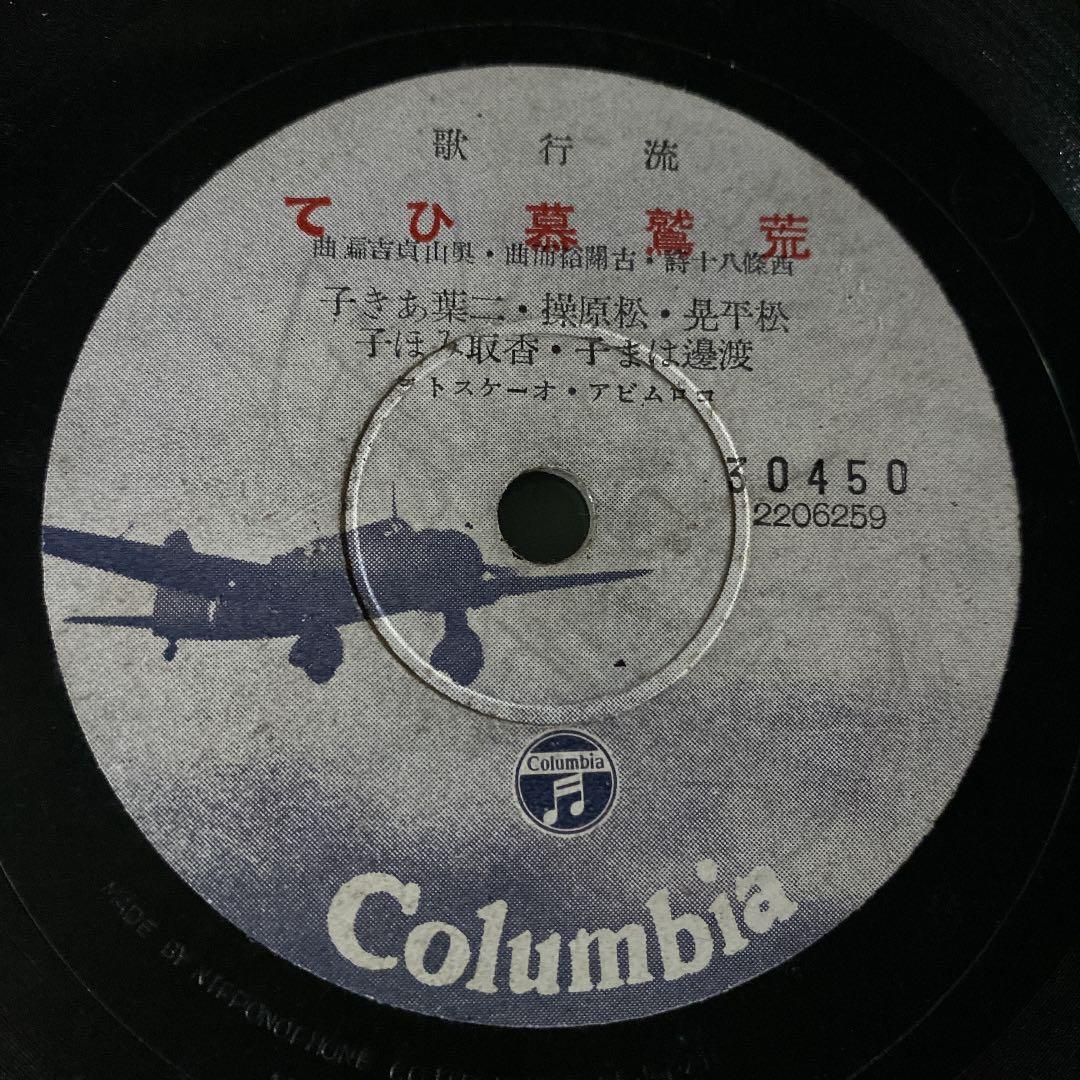 流行歌
荒鷲慕ひて
西條八十詩・古關裕而曲・奥山貞吉編曲
松平晃・松原操・二葉あき子
渡邊はま子・香取みほ子
コロムビア・オーケストラ
30450
2206259
Columbia
Columbia
MADE BY NIPPONOPHONE CO.